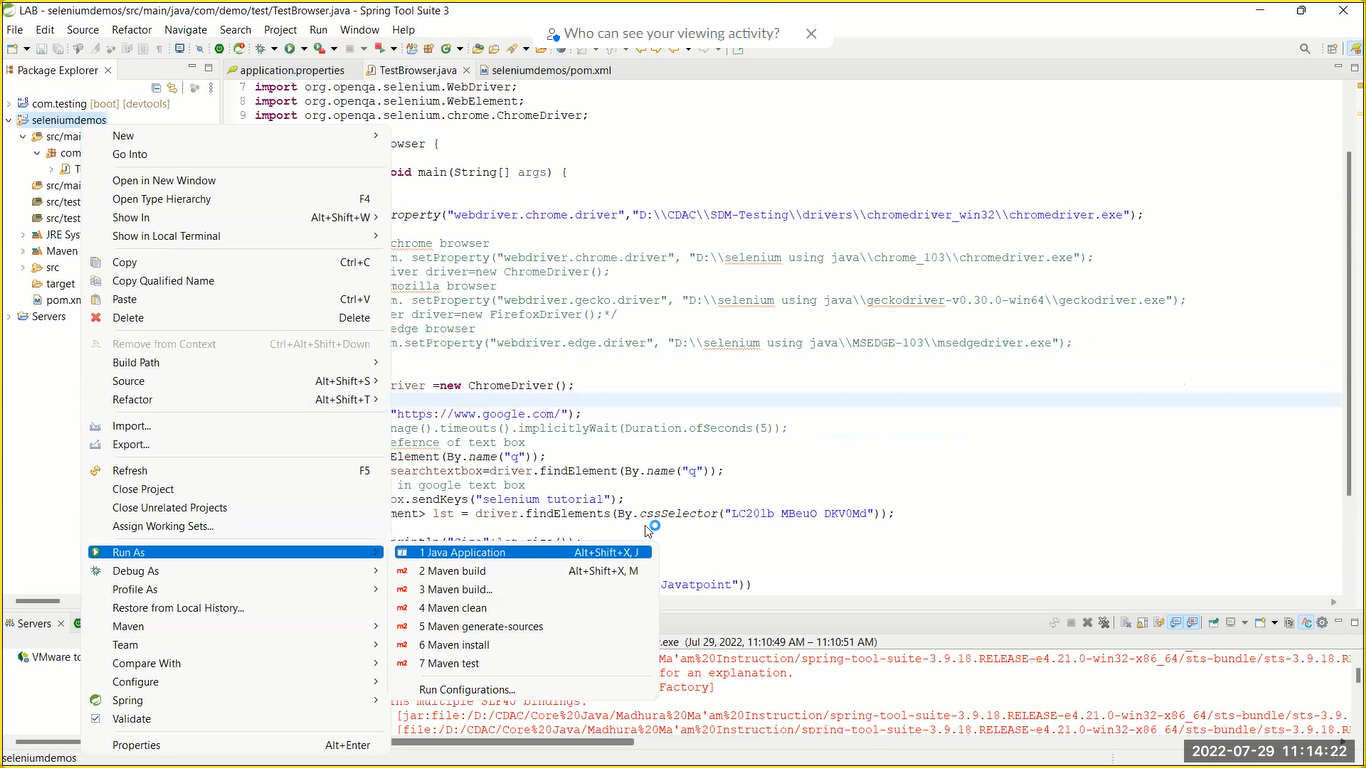 LAB - seleniumdemos/src/main/java/com/demo/test/TestBrowser.java - Spring Tool Suite 3
File Edit Source Refactor Navigate Search Project Run Window Help
Who can see your viewing activity?
Package Explorer
application.properties TestBrowser.java seleniumdemos/pom.xml
com.testing [boot] [devtools]
seleniumdemos
src/mai
com
T
src/mai
src/test
src/test
JRE Sys
Maven
src
target
pom.xm
Servers
7 import org.openqa.selenium.WebDriver;
8 import org.openqa.selenium.WebElement;
9 import org.openqa.selenium.chrome.ChromeDriver;
owser {
oid main(String[] args) {
roperty("webdriver.chrome.driver","D:\\CDAC\\SDM-Testing\\drivers\\chromedriver_win32\\chromedriver.exe");
chrome browser
m. setProperty("webdriver.chrome.driver", "D:\\selenium using java\\chrome_103\\chromedriver.exe");
iver driver=new ChromeDriver();
mozilla browser
m. setProperty("webdriver.gecko.driver", "D:\\selenium using java\\geckodriver-v0.30.0-win64\\geckodriver.exe");
er driver=new FirefoxDriver();*/
edge browser
m.setProperty("webdriver.edge.driver", "D:\\selenium using java\\MSEDGE-103\\msedgedriver.exe");
river =new ChromeDriver();
"https://www.google.com/");
nage().timeouts().implicitlyWait(Duration.ofSeconds(5));
efernce of text box
Element(By.name("q"));
searchtextbox=driver.findElement(By.name("q"));
in google text box
ox.sendKeys("selenium tutorial");
ment> lst = driver.findElements(By.cssSelector("LC20lb MBeuO DKV0Md"));
Javatpoint"))
New
Go Into
Open in New Window
Open Type Hierarchy F4
Show In Alt+Shift+W
Show in Local Terminal
Copy Ctrl+C
Copy Qualified Name
Paste Ctrl+V
Delete Delete
Remove from Context Ctrl+Alt+Shift+Down
Build Path
Source Alt+Shift+S
Refactor Alt+Shift+T
Import...
Export...
Refresh F5
Close Project
Close Unrelated Projects
Assign Working Sets...
Run As
Debug As
Profile As
Restore from Local History...
Maven
Team
Compare With
Configure
Spring
Validate
Properties Alt+Enter
1 Java Application Alt+Shift+X, J
2 Maven build Alt+Shift+X, M
3 Maven build...
4 Maven clean
5 Maven generate-sources
6 Maven install
7 Maven test
Run Configurations...
Servers
VMware to
.exe (Jul 29, 2022, 11:10:49 AM – 11:10:51 AM)
Ma'am%20Instruction/spring-tool-suite-3.9.18.RELEASE-e4.21.0-win32-x86_64/sts-bundle/sts-3.9.18.RELE
for an explanation.
Factory]
ins multiple SLF4J bindings.
[jar:file:/D:/CDAC/Core%20Java/Madhura%20Ma'am%20Instruction/spring-tool-suite-3.9.18.RELEASE-e4.21.0-win32-x86_64/sts-bundle/sts-3.9.
[file:/D:/CDAC/Core%20Java/Madhura%20Ma'am%20Instruction/spring-tool-suite-3.9.18.RELEASE-e4.21.0-win32-x86_64/sts-bundle/sts-3.9.
seleniumdemos
2022-07-29 11:14:22